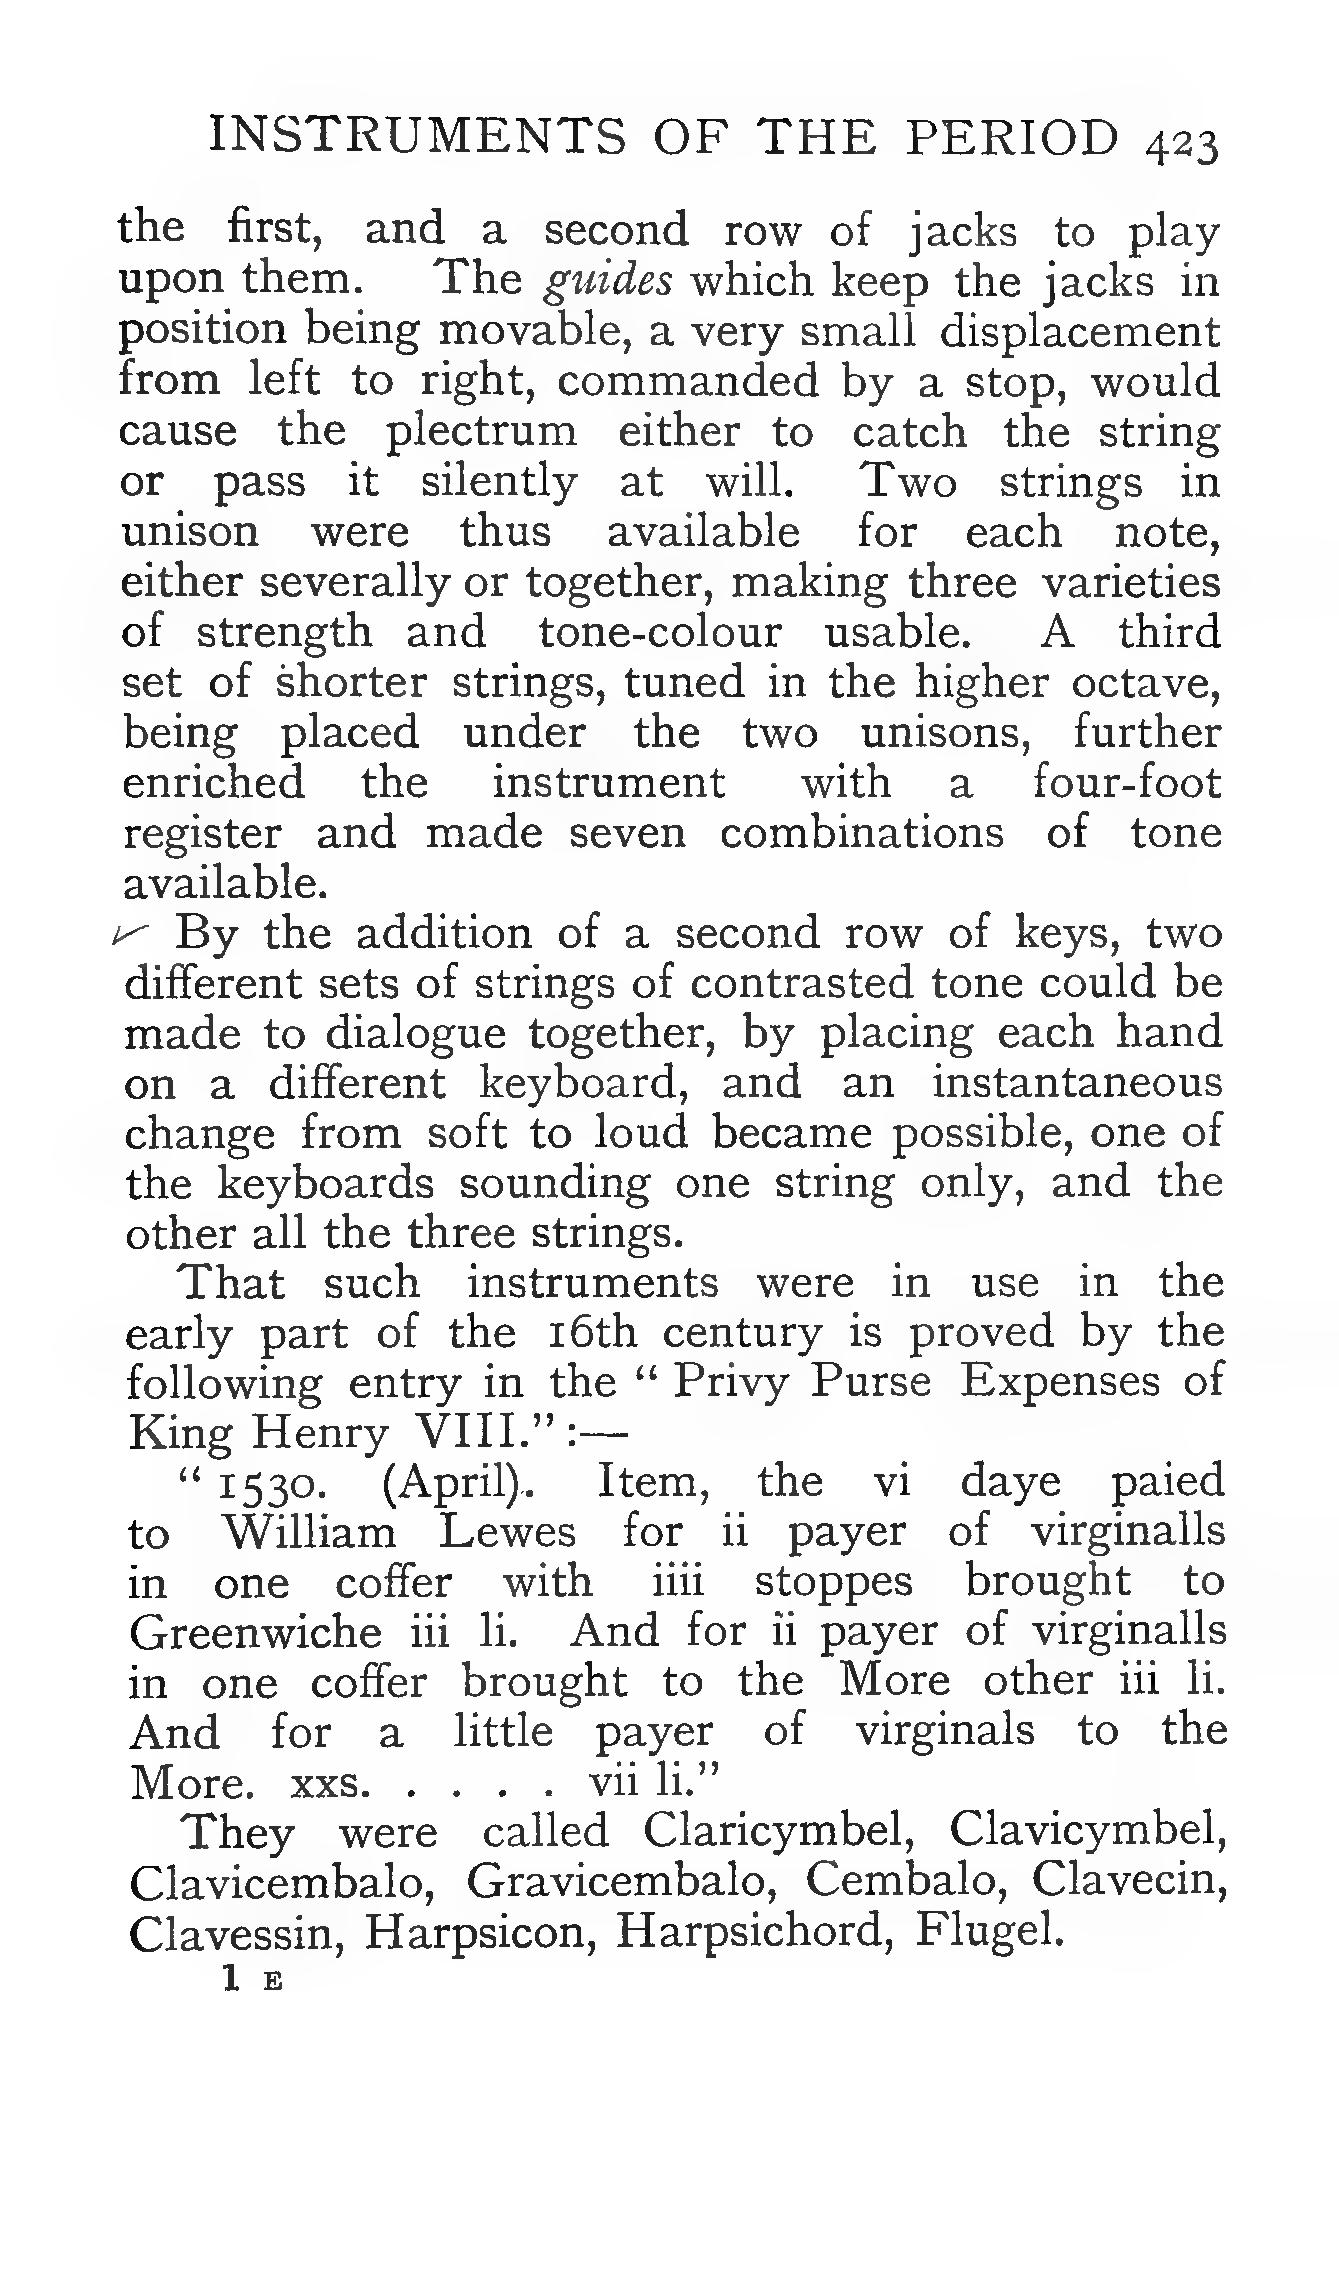 INSTRUMENTS OF THE PERIOD 423
the first, and a second row of jacks to play
upon them. The guides which keep the jacks in
position being movable, a very small displacement
from left to right, commanded by a stop, would
cause the plectrum either to catch the string
or pass it silently at will. Two strings in
unison were thus available for each note,
either severally or together, making three varieties
of strength and tone-colour usable. A third
set of shorter strings, tuned in the higher octave,
being placed under the two unisons, further
enriched the instrument with a four-foot
register and made seven combinations of tone
available.
By the addition of a second row of keys, two
different sets of strings of contrasted tone could be
made to dialogue together, by placing each hand
on a different keyboard, and an instantaneous
change from soft to loud became possible, one of
the keyboards sounding one string only, and the
other all the three strings.
That such instruments were in use in the
early part of the 16th century is proved by the
following entry in the “ Privy Purse Expenses of
King Henry VIII.” :—
“ 1530. (April). Item, the vi daye paied
to William Lewes for ii payer of virginalls
in one coffer with iiii stoppes brought to
Greenwiche iii li. And for ii payer of virginalls
in one coffer brought to the More other iii li.
And for a little payer of virginals to the
More. xxs. . . . . vii li.”
They were called Claricymbel, Clavicymbel,
Clavicembalo, Gravicembalo, Cembalo, Clavecin,
Clavessin, Harpsicon, Harpsichord, Flugel.
1 E